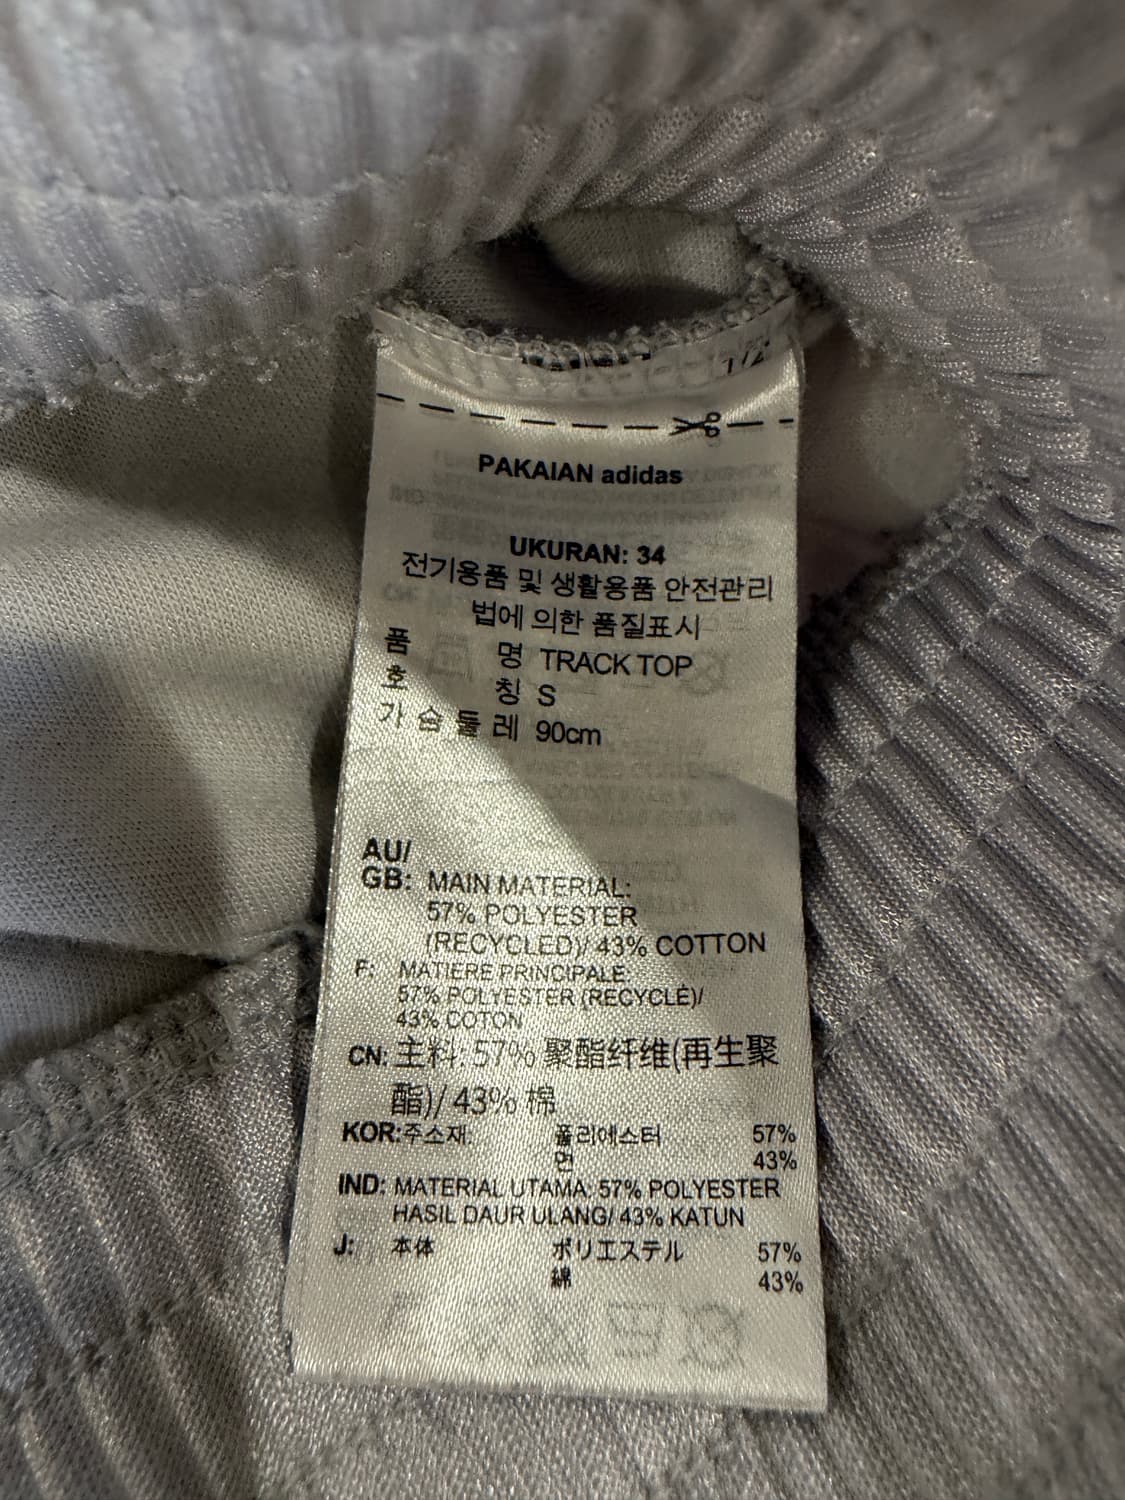 1/2
PAKAIAN adidas
UKURAN: 34
전기용품 및 생활용품 안전관리
법에 의한 품질표시
품 명 TRACK TOP
호 칭 S
가슴둘레 90cm
AU/
GB: MAIN MATERIAL:
57% POLYESTER
(RECYCLED)/ 43% COTTON
F: MATIERE PRINCIPALE:
57% POLYESTER (RECYCLÉ)/
43% COTON
CN: 主料: 57% 聚酯纤维(再生聚
酯)/ 43% 棉
KOR:주소재: 폴리에스터 57%
면 43%
IND: MATERIAL UTAMA: 57% POLYESTER
HASIL DAUR ULANG/ 43% KATUN
J: 本体 ポリエステル 57%
綿 43%